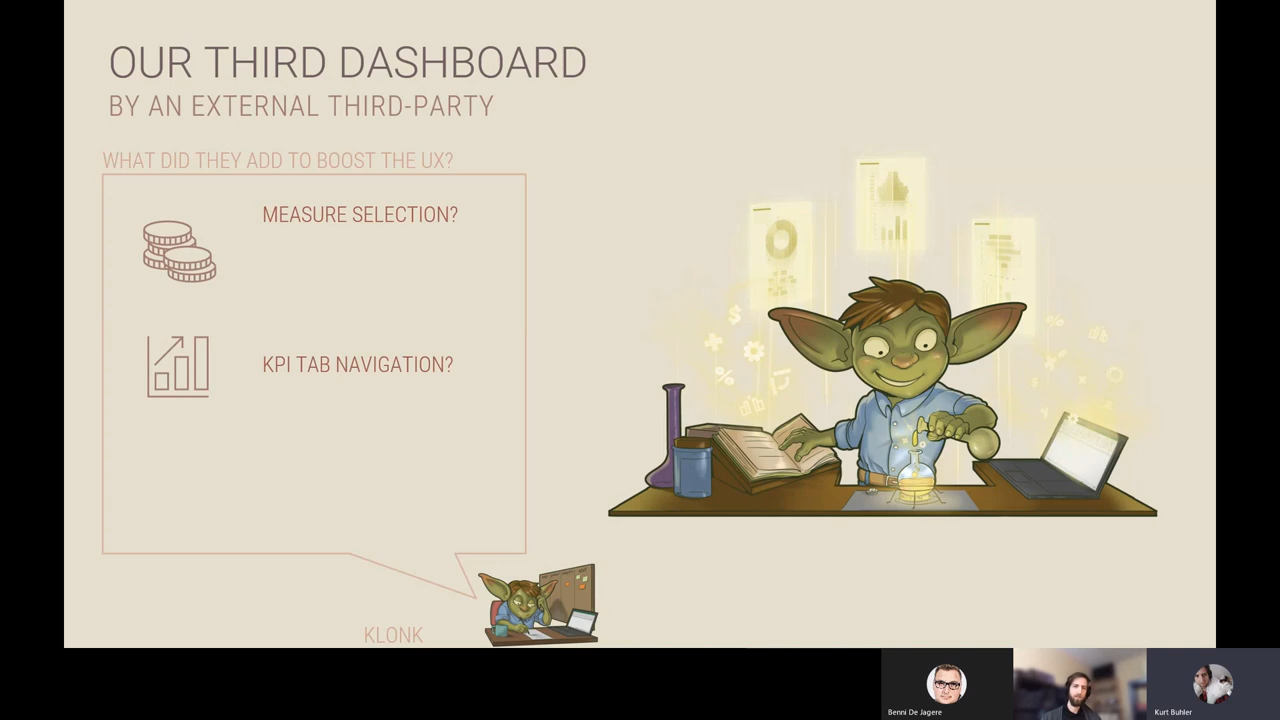 OUR THIRD DASHBOARD
BY AN EXTERNAL THIRD-PARTY
WHAT DID THEY ADD TO BOOST THE UX?
MEASURE SELECTION?
KPI TAB NAVIGATION?
KLONK
Benni De Jagere
Kurt Buhler